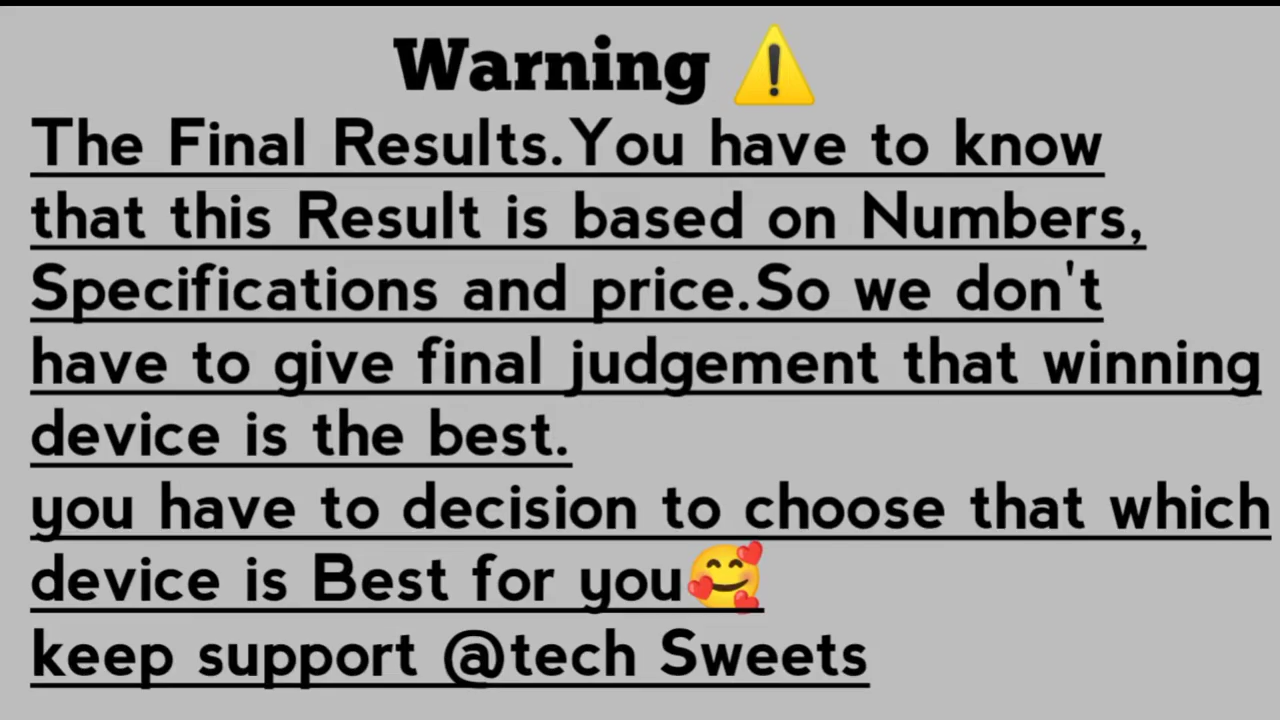 Warning ⚠️
The Final Results.You have to know
that this Result is based on Numbers,
Specifications and price.So we don't
have to give final judgement that winning
device is the best.
you have to decision to choose that which
device is Best for you🥰
keep support @tech Sweets